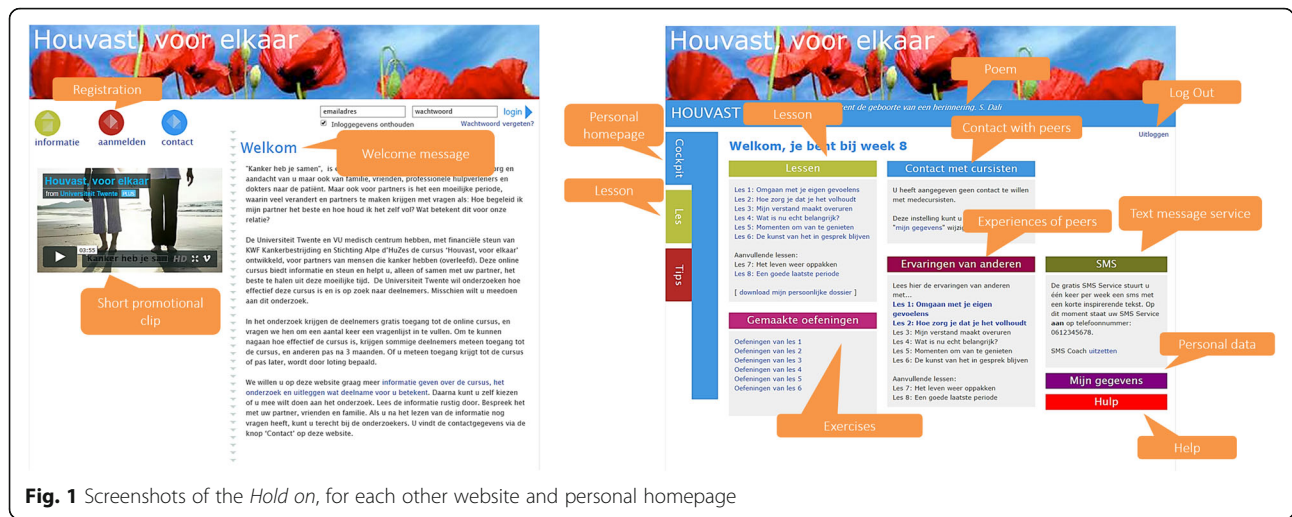 Houvast, voor elkaar
Registration
informatie
aanmelden
contact
emailadres
wachtwoord
login
Inloggegevens onthouden
Wachtwoord vergeten?
Houvast, voor elkaar
from Universiteit Twente PLUS
03:55
Kanker heb je sam
HD
Short promotional
clip
Welkom
Welcome message
"Kanker heb je samen", is
org en
aandacht van u maar ook van familie, vrienden, professionele hulpverleners en
dokters naar de patiënt. Maar ook voor partners is het een moeilijke periode,
waarin veel verandert en partners te maken krijgen met vragen als: Hoe begeleid ik
mijn partner het beste en hoe houd ik het zelf vol? Wat betekent dit voor onze
relatie?
De Universiteit Twente en VU medisch centrum hebben, met financiële steun van
KWF Kankerbestrijding en Stichting Alpe d'HuZes de cursus 'Houvast, voor elkaar'
ontwikkeld, voor partners van mensen die kanker hebben (overleefd). Deze online
cursus biedt informatie en steun en helpt u, alleen of samen met uw partner, het
beste te halen uit deze moeilijke tijd. De Universiteit Twente wil onderzoeken hoe
effectief deze cursus is en is op zoek naar deelnemers. Misschien wilt u meedoen
aan dit onderzoek.
In het onderzoek krijgen de deelnemers gratis toegang tot de online cursus, en
vragen we hen om een aantal keer een vragenlijst in te vullen. Om te kunnen
nagaan hoe effectief de cursus is, krijgen sommige deelnemers meteen toegang tot
de cursus, en anderen pas na 3 maanden. Of u meteen toegang krijgt tot de cursus
of pas later, wordt door loting bepaald.
We willen u op deze website graag meer informatie geven over de cursus, het
onderzoek en uitleggen wat deelname voor u betekent. Daarna kunt u zelf kiezen
of u mee wilt doen aan het onderzoek. Lees de informatie rustig door. Bespreek het
met uw partner, vrienden en familie. Als u na het lezen van de informatie nog
vragen heeft, kunt u terecht bij de onderzoekers. U vindt de contactgegevens via de
knop 'Contact' op deze website.
Houvast, voor elkaar
Poem
HOUVAST
ent de geboorte van een herinnering. S. Dali
Log Out
Uitloggen
Personal
homepage
Lesson
Cockpit
Les
Tips
Lesson
Contact with peers
Welkom, je bent bij week 8
Lessen
Les 1: Omgaan met je eigen gevoelens
Les 2: Hoe zorg je dat je het volhoudt
Les 3: Mijn verstand maakt overuren
Les 4: Wat is nu echt belangrijk?
Les 5: Momenten om van te genieten
Les 6: De kunst van het in gesprek blijven
Aanvullende lessen:
Les 7: Het leven weer oppakken
Les 8: Een goede laatste periode
[ download mijn persoonlijke dossier ]
Gemaakte oefeningen
Oefeningen van les 1
Oefeningen van les 2
Oefeningen van les 3
Oefeningen van les 4
Oefeningen van les 5
Oefeningen van les 6
Exercises
Contact met cursisten
U heeft aangegeven geen contact te willen
met medecursisten.
Deze instelling kunt u
"mijn gegevens" wijzig
Experiences of peers
Ervaringen van anderen
Lees hier de ervaringen van anderen
met...
Les 1: Omgaan met je eigen
gevoelens
Les 2: Hoe zorg je dat je het volhoudt
Les 3: Mijn verstand maakt overuren
Les 4: Wat is nu echt belangrijk?
Les 5: Momenten om van te genieten
Les 6: De kunst van het in gesprek blijven
Aanvullende lessen:
Les 7: Het leven weer oppakken
Les 8: Een goede laatste periode
Text message service
SMS
De gratis SMS Service stuurt u
één keer per week een sms met
een korte inspirerende tekst. Op
dit moment staat uw SMS Service
aan op telefoonnummer:
0612345678.
SMS Coach uitzetten
Personal data
Mijn gegevens
Hulp
Help
Fig. 1 Screenshots of the Hold on, for each other website and personal homepage